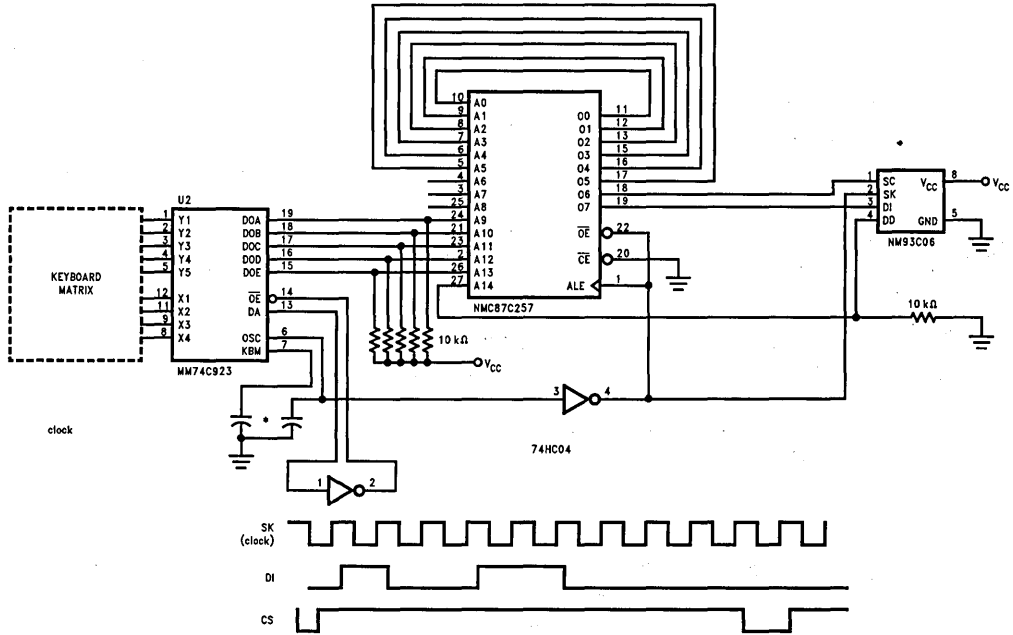 U2
KEYBOARD
MATRIX
1 Y1 DOA 19
2 Y2 DOB 18
3 Y3 DOC 17
4 Y4 DOD 16
5 Y5 DOE 15
12 X1 OE 14
11 X2 DA 13
9 X3
8 X4 OSC 6
KBM 7
MM74C923
10 A0 O0 11
9 A1 O1 12
8 A2 O2 13
7 A3 O3 15
6 A4 O4 16
5 A5 O5 17
4 A6 O6 18
3 A7 O7 19
25 A8
24 A9
21 A10 OE 22
23 A11
2 A12 CE 20
26 A13
27 A14 ALE 1
NMC87C257
1 SC VCC 8 VCC
2 SK
3 DI
4 DD GND 5
NM93C06
10 kΩ
10 kΩ
VCC
*
clock
3 4
74HC04
1 2
SK
(clock)
DI
CS